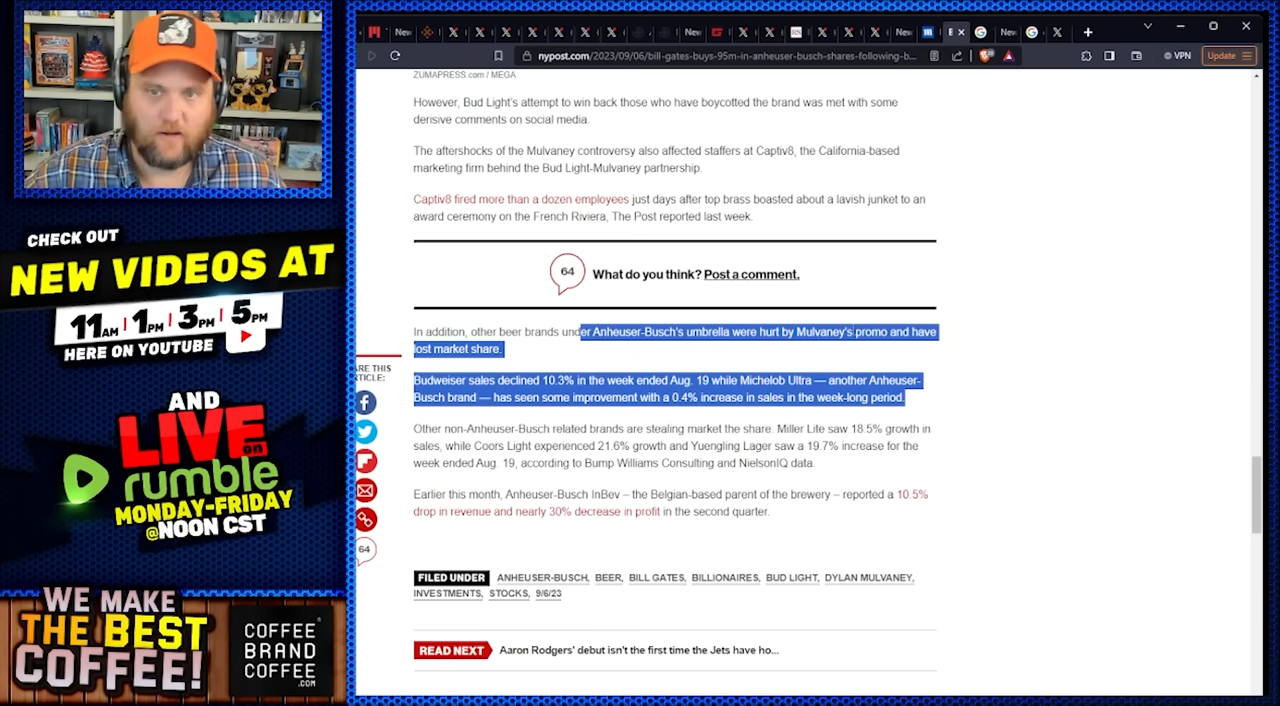 CHECK OUT
NEW VIDEOS AT
11AM | 1PM | 3PM | 5PM
HERE ON YOUTUBE
AND
LIVE on
rumble
MONDAY-FRIDAY
@NOON CST
WE MAKE
THE BEST
COFFEE!
COFFEE
BRAND
COFFEE
.COM
New
New
New
New
New
VPN
Update
nypost.com/2023/09/06/bill-gates-buys-95m-in-anheuser-busch-shares-following-b...
ZUMAPRESS.com / MEGA
However, Bud Light's attempt to win back those who have boycotted the brand was met with some
derisive comments on social media.
The aftershocks of the Mulvaney controversy also affected staffers at Captiv8, the California-based
marketing firm behind the Bud Light-Mulvaney partnership.
Captiv8 fired more than a dozen employees just days after top brass boasted about a lavish junket to an
award ceremony on the French Riviera, The Post reported last week.
64
What do you think? Post a comment.
In addition, other beer brands under Anheuser-Busch's umbrella were hurt by Mulvaney's promo and have
lost market share.
ARE THIS
TICLE:
Budweiser sales declined 10.3% in the week ended Aug. 19 while Michelob Ultra — another Anheuser-
Busch brand — has seen some improvement with a 0.4% increase in sales in the week-long period.
Other non-Anheuser-Busch related brands are stealing market the share. Miller Lite saw 18.5% growth in
sales, while Coors Light experienced 21.6% growth and Yuengling Lager saw a 19.7% increase for the
week ended Aug. 19, according to Bump Williams Consulting and NielsonIQ data.
Earlier this month, Anheuser-Busch InBev – the Belgian-based parent of the brewery – reported a 10.5%
drop in revenue and nearly 30% decrease in profit in the second quarter.
64
FILED UNDER ANHEUSER-BUSCH, BEER, BILL GATES, BILLIONAIRES, BUD LIGHT, DYLAN MULVANEY,
INVESTMENTS, STOCKS, 9/6/23
READ NEXT Aaron Rodgers' debut isn't the first time the Jets have ho...